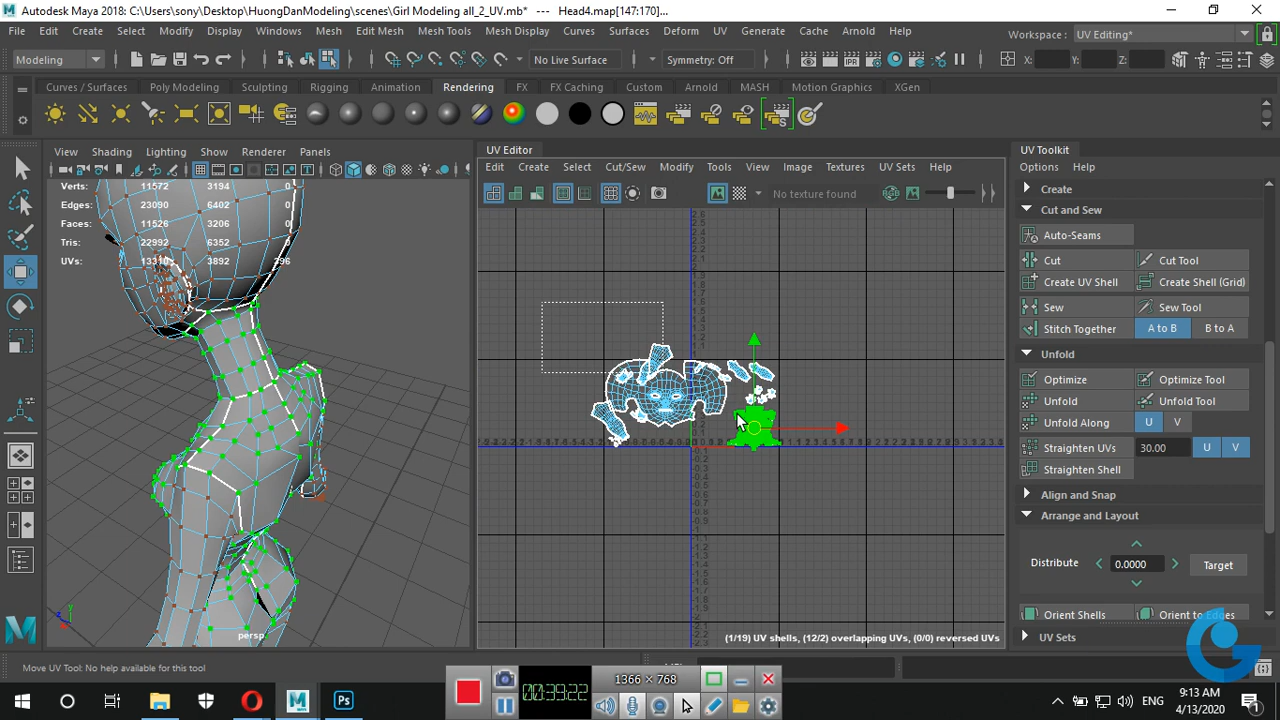 Autodesk Maya 2018: C:\Users\sony\Desktop\HuongDanModeling\scenes\Girl Modeling all_2_UV.mb* --- Head4.map[147:170]...
File Edit Create Select Modify Display Windows Mesh Edit Mesh Mesh Tools Mesh Display Curves Surfaces Deform UV Generate Cache Arnold Help
Workspace: UV Editing*
Modeling No Live Surface Symmetry: Off X: Y: Z:
Curves / Surfaces Poly Modeling Sculpting Rigging Animation Rendering FX FX Caching Custom Arnold MASH Motion Graphics XGen
IPR
View Shading Lighting Show Renderer Panels
Verts: 11572 3194 0
Edges: 23090 6402 0
Faces: 11526 3206 0
Tris: 22992 6352 0
UVs: 13310 3892 396
persp
UV Editor
Edit Create Select Cut/Sew Modify Tools View Image Textures UV Sets Help
No texture found
(1/19) UV shells, (12/2) overlapping UVs, (0/0) reversed UVs
UV Toolkit
Options Help
Create
Cut and Sew
Auto-Seams
Cut Cut Tool
Create UV Shell Create Shell (Grid)
Sew Sew Tool
Stitch Together A to B B to A
Unfold
Optimize Optimize Tool
Unfold Unfold Tool
Unfold Along U V
Straighten UVs 30.00 U V
Straighten Shell
Align and Snap
Arrange and Layout
Distribute 0.0000 Target
Orient Shells Orient to Edges
UV Sets
Move UV Tool: No help available for this tool
1366 × 768
00:39:22
Ps
ENG
9:13 AM
4/13/2020